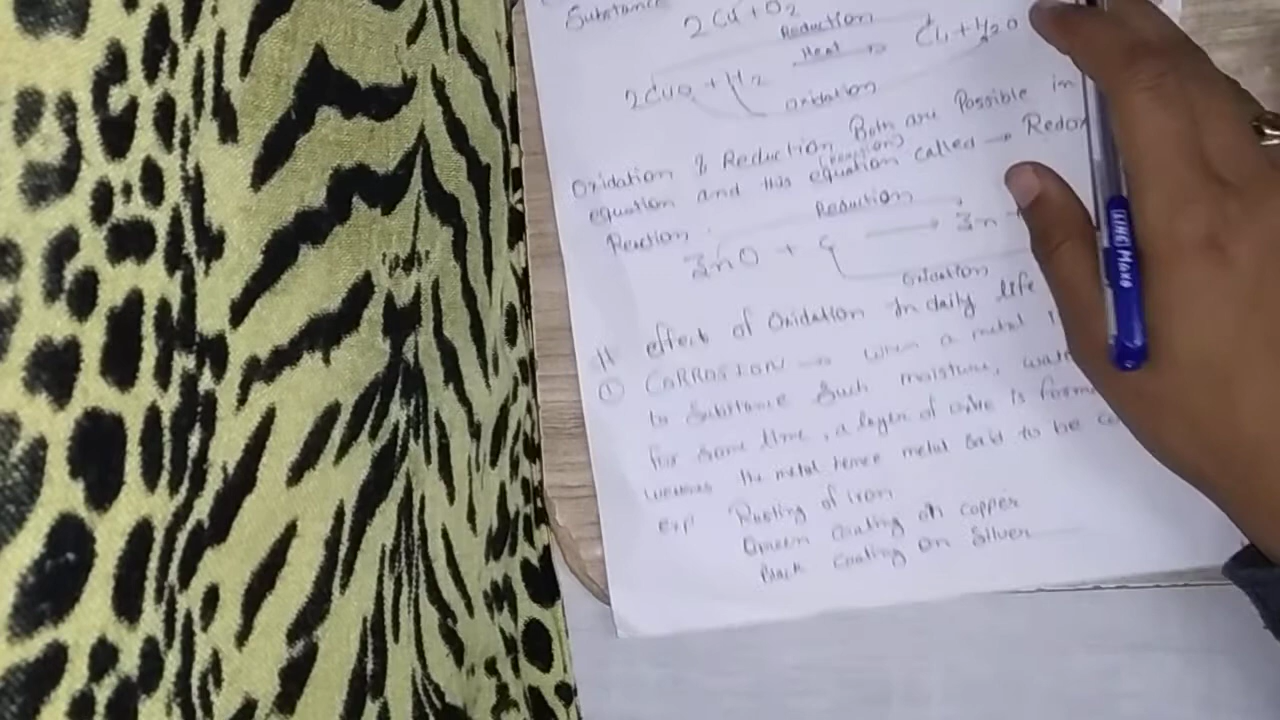 Substance
2Cu + O2
Reduction
2CuO + H2 Heat → Cu + H2O
Oxidation
Oxidation & Reduction Both are Possible in
equation and this equation (reaction) called → Redox
Reaction.
Reduction
ZnO + C → Zn +
Oxidation
effect of Oxidation In daily life
① CORROSION → when a metal
to Substance Such moisture,
for some time, a layer of oxide is
the metal hence metal said to be
Exp Rusting of iron
Green coating on copper
Black coating on Silver
LINC MAXO